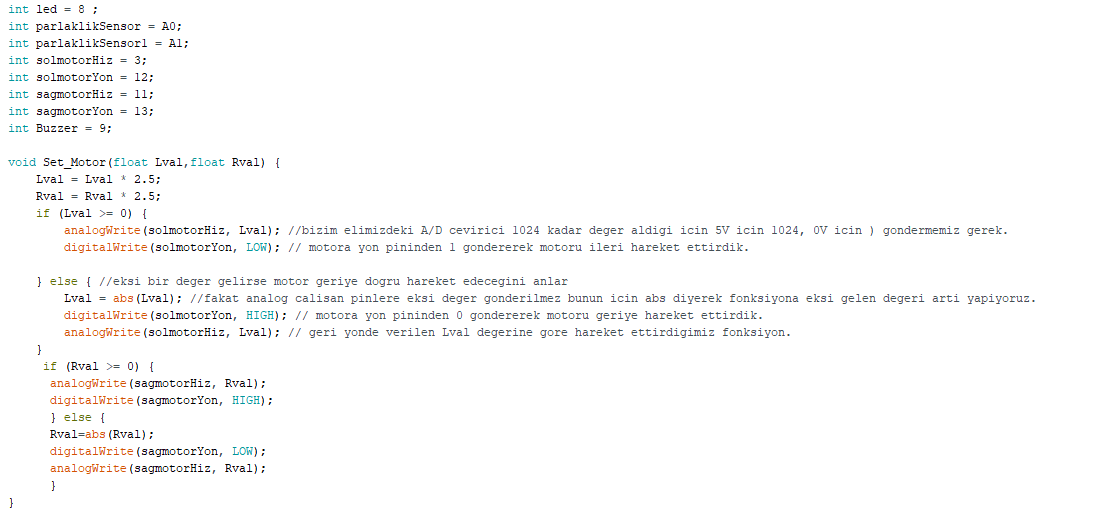 int led = 8 ;
int parlaklikSensor = A0;
int parlaklikSensor1 = A1;
int solmotorHiz = 3;
int solmotorYon = 12;
int sagmotorHiz = 11;
int sagmotorYon = 13;
int Buzzer = 9;
void Set_Motor(float Lval,float Rval) {
Lval = Lval * 2.5;
Rval = Rval * 2.5;
if (Lval >= 0) {
analogWrite(solmotorHiz, Lval); //bizim elimizdeki A/D cevirici 1024 kadar deger aldigi icin 5V icin 1024, 0V icin ) gondermemiz gerek.
digitalWrite(solmotorYon, LOW); // motora yon pininden 1 gondererek motoru ileri hareket ettirdik.
} else { //eksi bir deger gelirse motor geriye dogru hareket edecegini anlar
Lval = abs(Lval); //fakat analog calisan pinlere eksi deger gonderilmez bunun icin abs diyerek fonksiyona eksi gelen degeri arti yapiyoruz.
digitalWrite(solmotorYon, HIGH); // motora yon pininden 0 gondererek motoru geriye hareket ettirdik.
analogWrite(solmotorHiz, Lval); // geri yonde verilen Lval degerine gore hareket ettirdigimiz fonksiyon.
}
if (Rval >= 0) {
analogWrite(sagmotorHiz, Rval);
digitalWrite(sagmotorYon, HIGH);
} else {
Rval=abs(Rval);
digitalWrite(sagmotorYon, LOW);
analogWrite(sagmotorHiz, Rval);
}
}